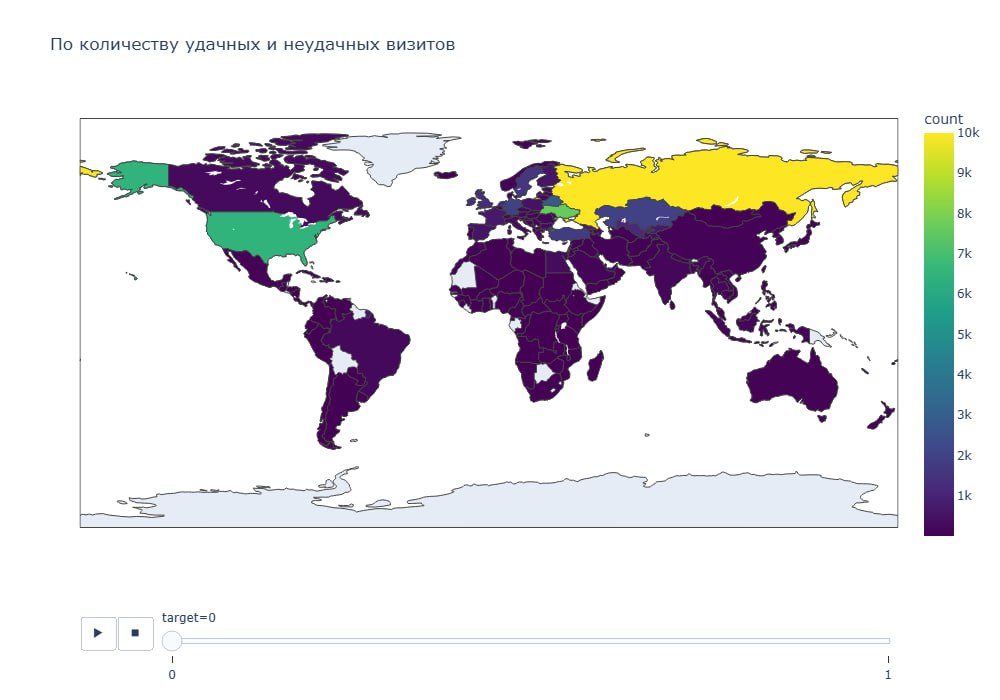 По количеству удачных и неудачных визитов
count
10k
9k
8k
7k
6k
5k
4k
3k
2k
1k
target=0
0
1